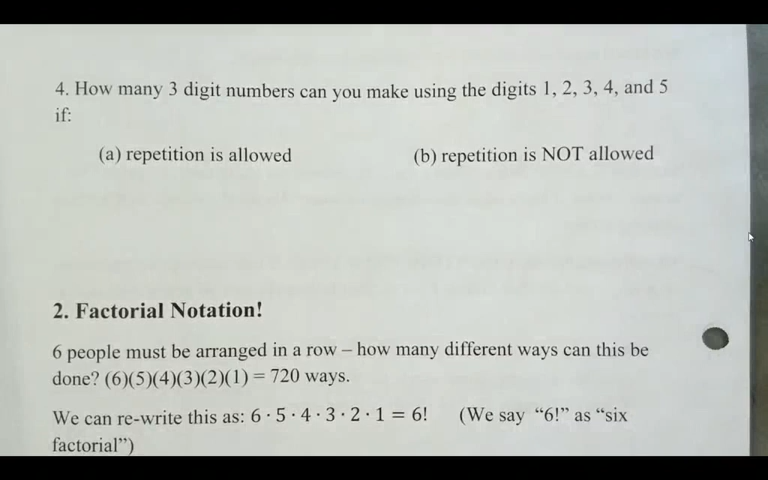 4. How many 3 digit numbers can you make using the digits 1, 2, 3, 4, and 5
if:
(a) repetition is allowed (b) repetition is NOT allowed
2. Factorial Notation!
6 people must be arranged in a row – how many different ways can this be
done? (6)(5)(4)(3)(2)(1) = 720 ways.
We can re-write this as: 6 · 5 · 4 · 3 · 2 · 1 = 6! (We say “6!” as “six
factorial”)